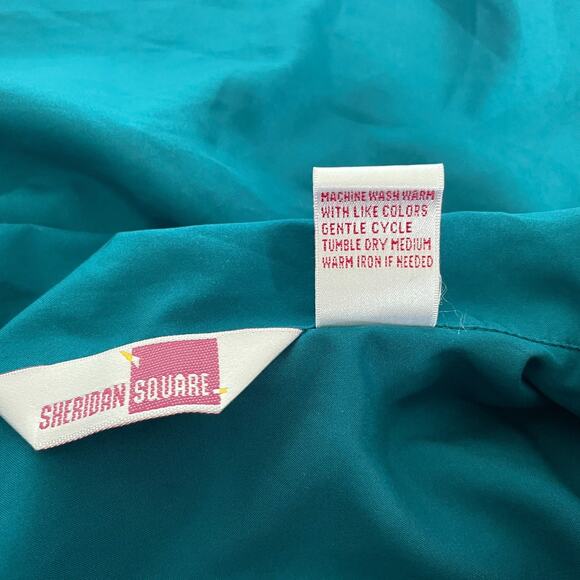 MACHINE WASH WARM
WITH LIKE COLORS
GENTLE CYCLE
TUMBLE DRY MEDIUM
WARM IRON IF NEEDED
SHERIDAN SQUARE